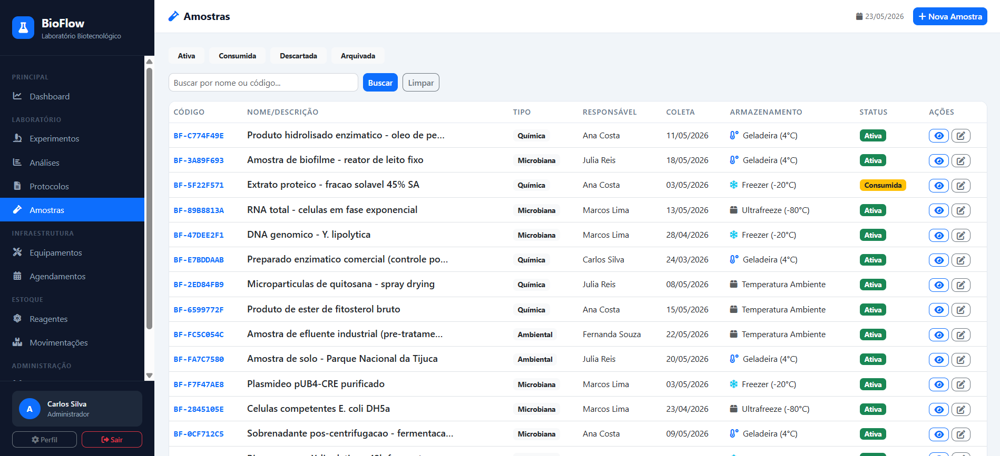 BioFlow
Laboratório Biotecnológico
PRINCIPAL
Dashboard
LABORATÓRIO
Experimentos
Análises
Protocolos
Amostras
INFRAESTRUTURA
Equipamentos
Agendamentos
ESTOQUE
Reagentes
Movimentações
ADMINISTRAÇÃO
A
Carlos Silva
Administrador
Perfil Sair
Amostras 23/05/2026 Nova Amostra
Ativa Consumida Descartada Arquivada
Buscar por nome ou código... Buscar Limpar
CÓDIGO NOME/DESCRIÇÃO TIPO RESPONSÁVEL COLETA ARMAZENAMENTO STATUS AÇÕES
BF-C774F49E Produto hidrolisado enzimatico - oleo de pe... Química Ana Costa 11/05/2026 Geladeira (4°C) Ativa
BF-3A89F693 Amostra de biofilme - reator de leito fixo Microbiana Julia Reis 18/05/2026 Geladeira (4°C) Ativa
BF-5F22F571 Extrato proteico - fracao solavel 45% SA Química Ana Costa 03/05/2026 Freezer (-20°C) Consumida
BF-89B8813A RNA total - celulas em fase exponencial Microbiana Marcos Lima 13/05/2026 Ultrafreeze (-80°C) Ativa
BF-47DEE2F1 DNA genomico - Y. lipolytica Microbiana Marcos Lima 28/04/2026 Freezer (-20°C) Ativa
BF-E7BDDAAB Preparado enzimatico comercial (controle po... Química Carlos Silva 24/03/2026 Geladeira (4°C) Ativa
BF-2ED84FB9 Microparticulas de quitosana - spray drying Química Julia Reis 08/05/2026 Temperatura Ambiente Ativa
BF-6599772F Produto de ester de fitosterol bruto Química Ana Costa 15/05/2026 Temperatura Ambiente Ativa
BF-FC5C054C Amostra de efluente industrial (pre-tratame... Ambiental Fernanda Souza 22/05/2026 Temperatura Ambiente Ativa
BF-FA7C7580 Amostra de solo - Parque Nacional da Tijuca Ambiental Julia Reis 20/05/2026 Geladeira (4°C) Ativa
BF-F7F47AE8 Plasmideo pUB4-CRE purificado Microbiana Marcos Lima 03/05/2026 Freezer (-20°C) Ativa
BF-2845105E Celulas competentes E. coli DH5a Microbiana Marcos Lima 23/04/2026 Ultrafreeze (-80°C) Ativa
BF-0CF712C5 Sobrenadante pos-centrifugacao - fermentaca... Microbiana Ana Costa 09/05/2026 Geladeira (4°C) Ativa